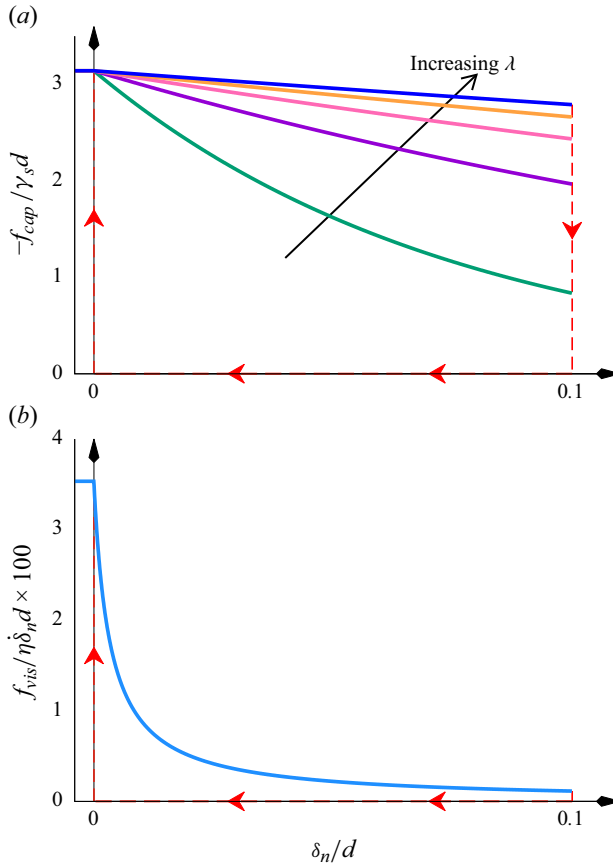 (a)
Increasing λ
−f_cap/γ_s d
3
2
1
0
0
0.1
(b)
f_vis/ηδ̇_n d × 100
4
3
2
1
0
0
0.1
δ_n/d